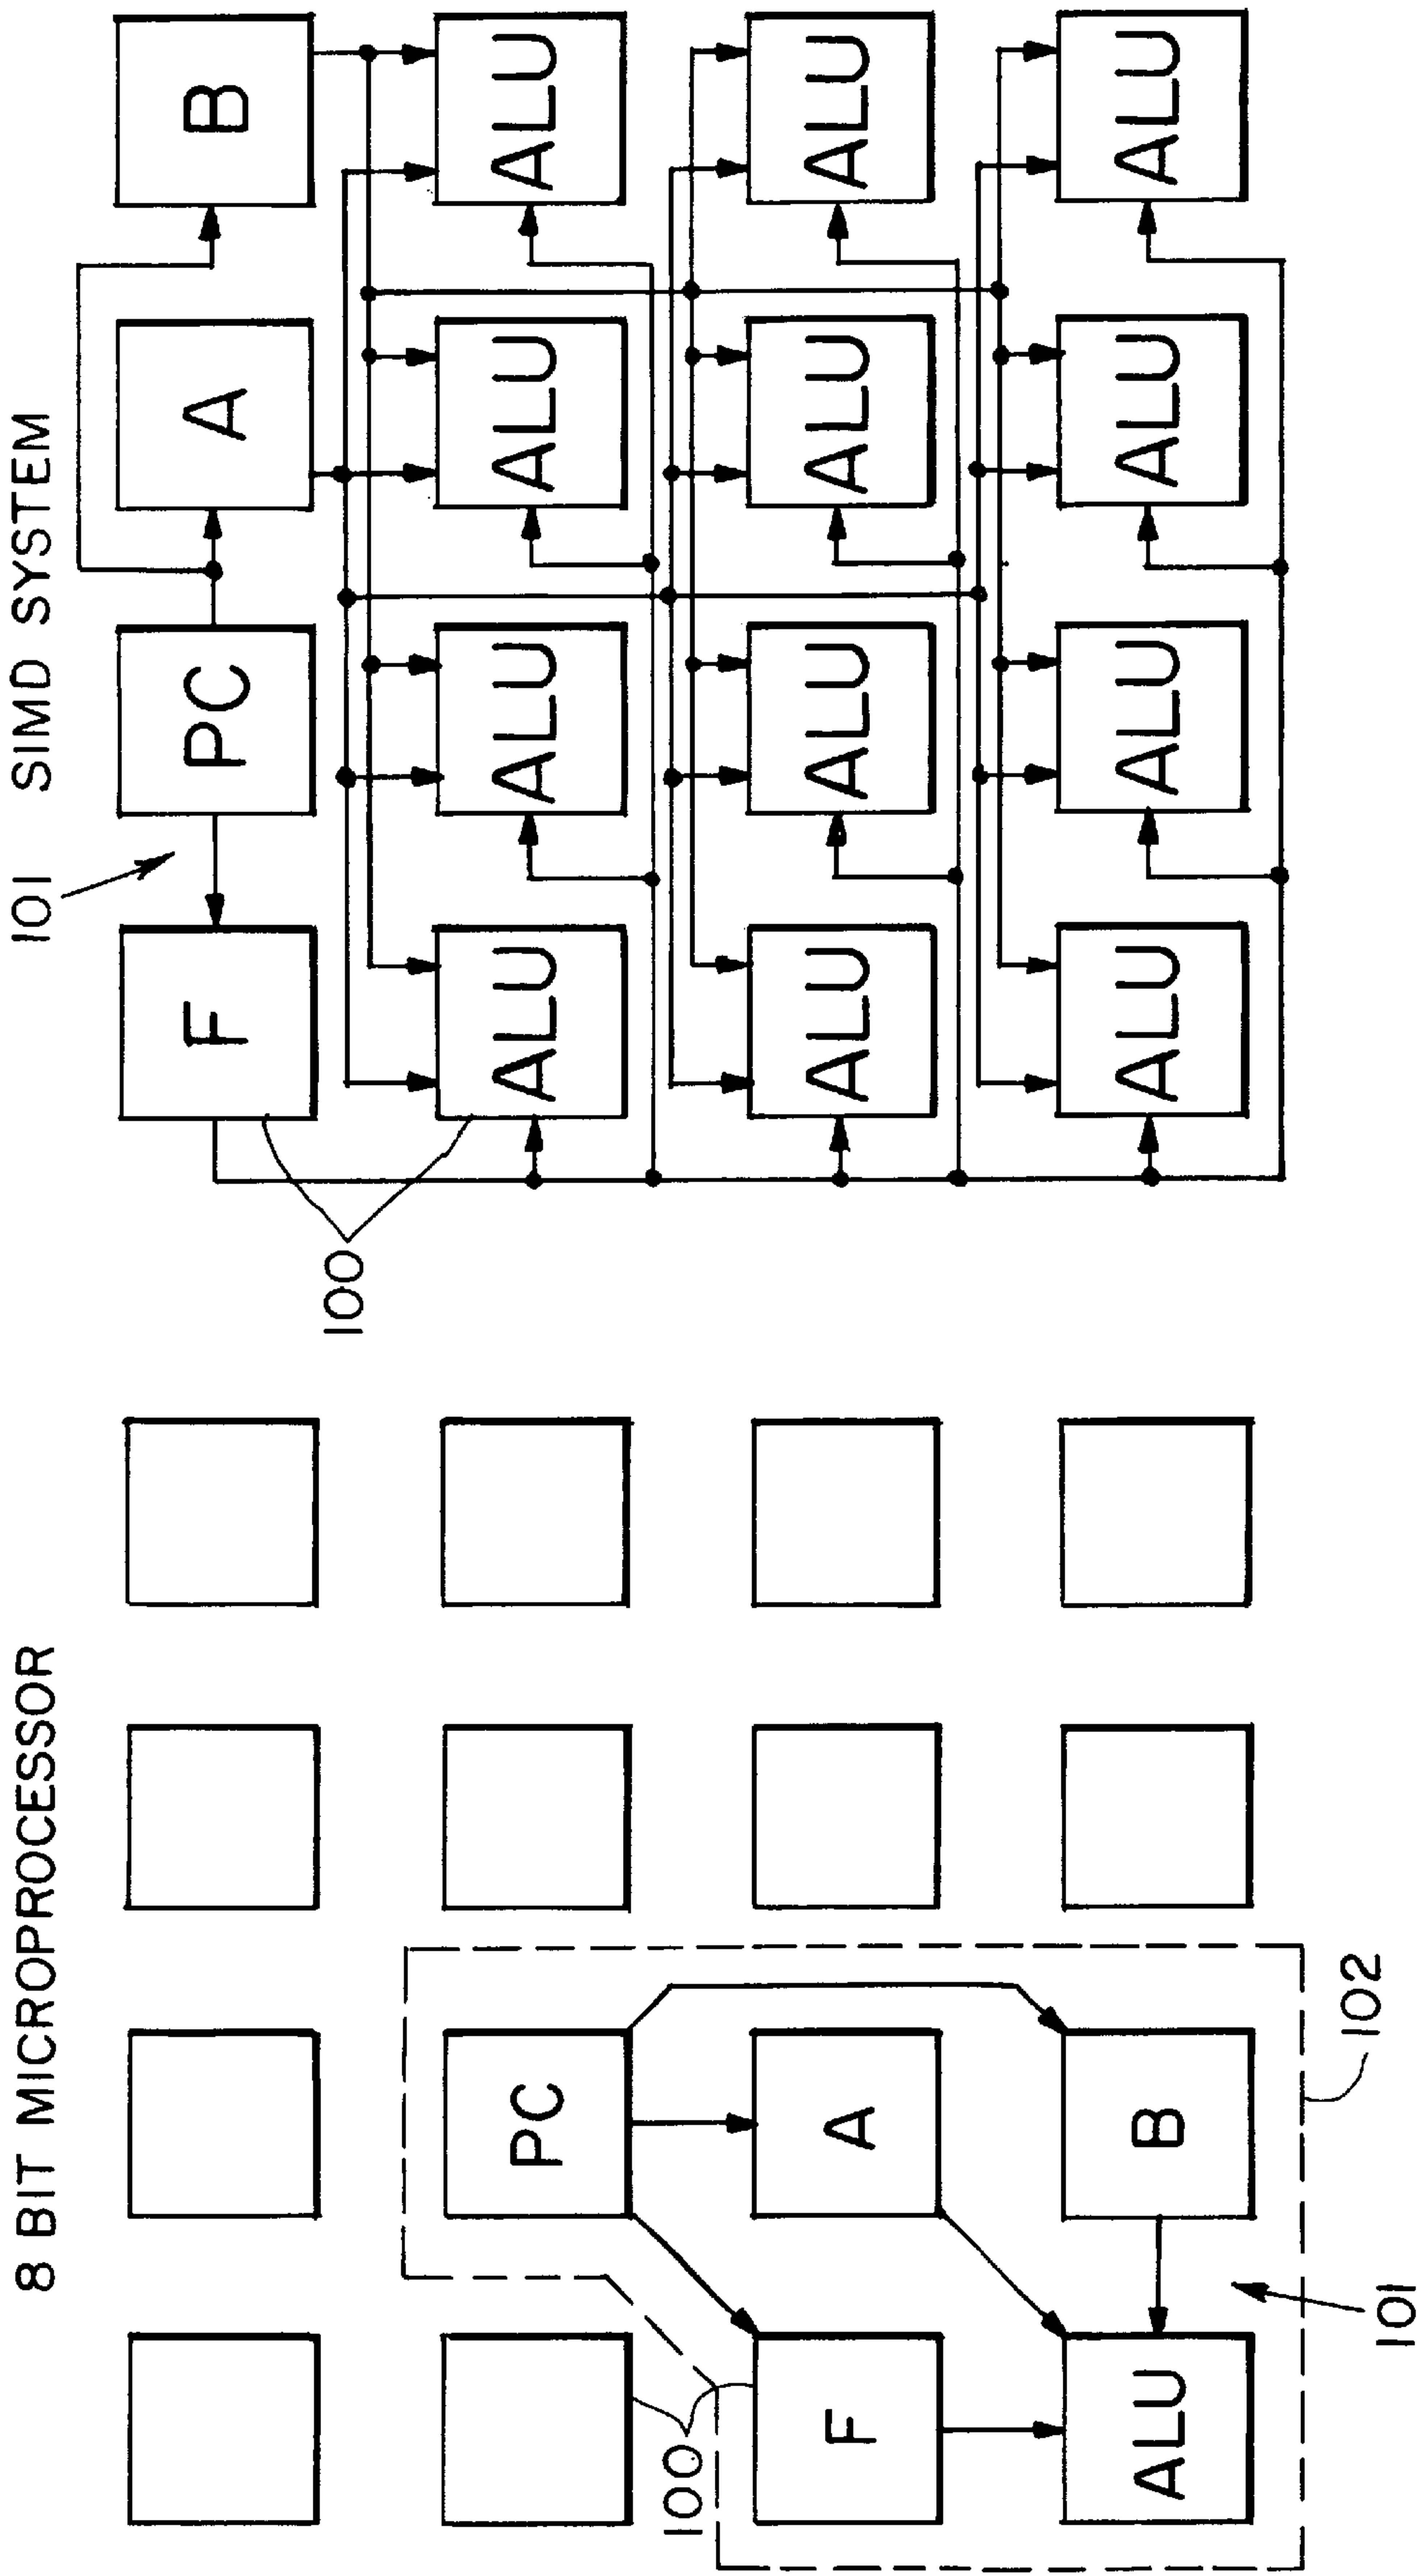 8 BIT MICROPROCESSOR
PC
100
F
A
ALU
B
102
101
101
SIMD SYSTEM
F
PC
A
B
100
ALU
ALU
ALU
ALU
ALU
ALU
ALU
ALU
ALU
ALU
ALU
ALU